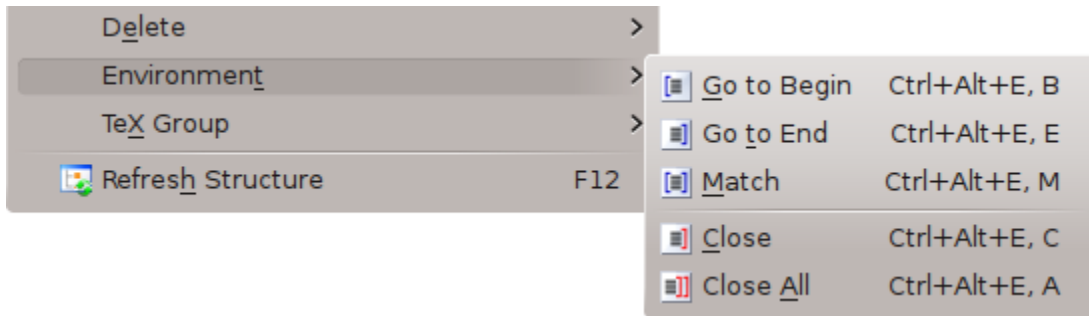 Delete
Environment
TeX Group
Refresh Structure F12
Go to Begin Ctrl+Alt+E, B
Go to End Ctrl+Alt+E, E
Match Ctrl+Alt+E, M
Close Ctrl+Alt+E, C
Close All Ctrl+Alt+E, A